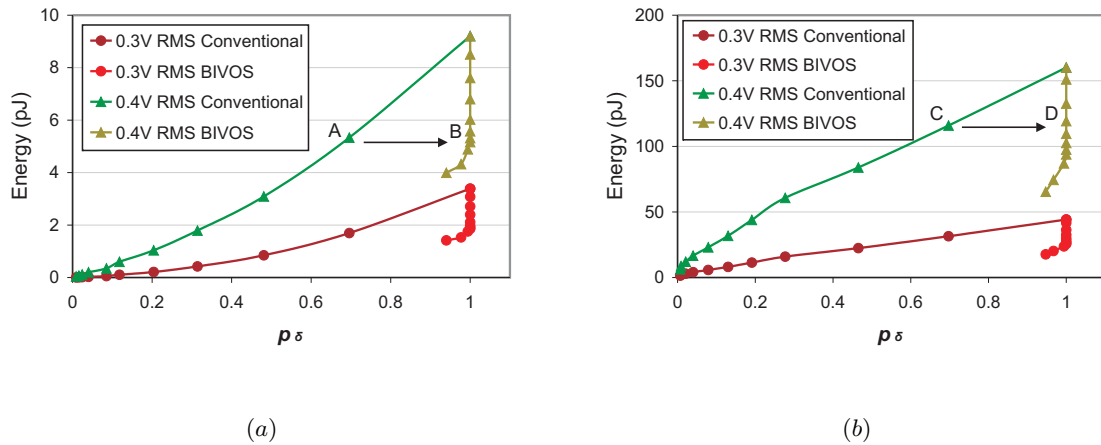 10
8
6
4
2
0
Energy (pJ)
0.3V RMS Conventional
0.3V RMS BIVOS
0.4V RMS Conventional
0.4V RMS BIVOS
A
B
0 0.2 0.4 0.6 0.8 1
p δ
(a)
200
150
100
50
0
Energy (pJ)
0.3V RMS Conventional
0.3V RMS BIVOS
0.4V RMS Conventional
0.4V RMS BIVOS
C
D
0 0.2 0.4 0.6 0.8 1
p δ
(b)